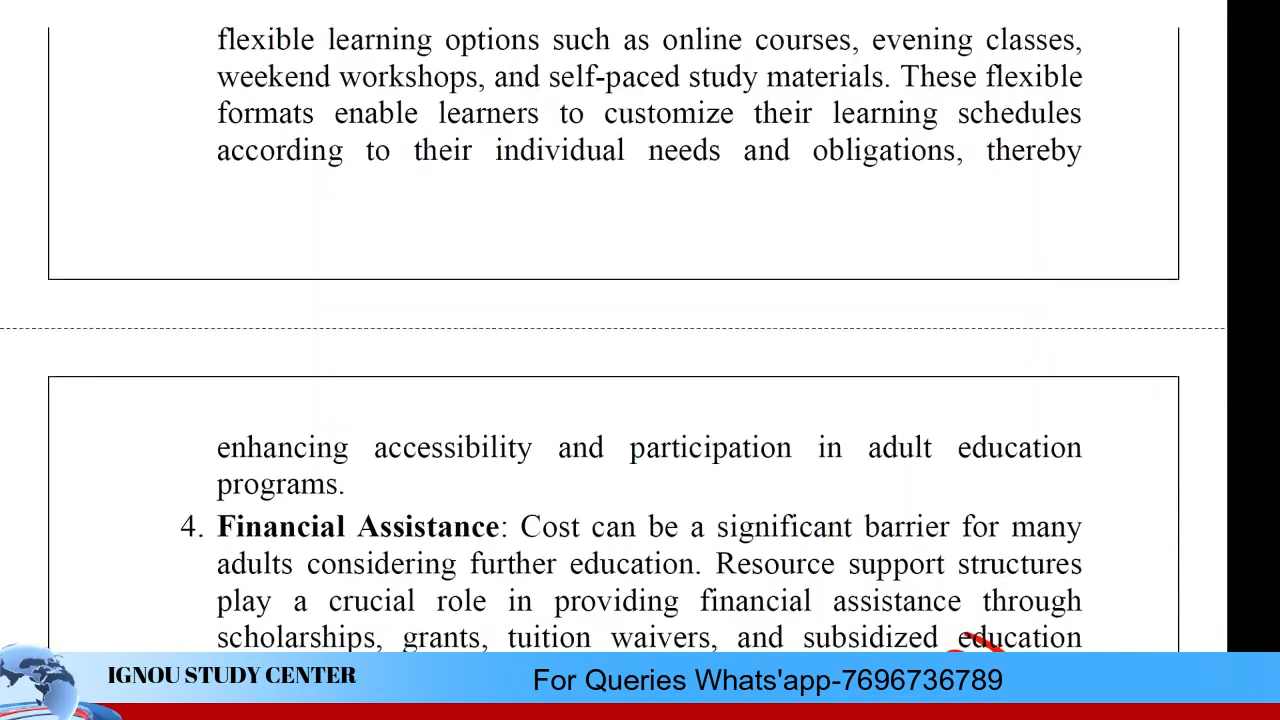 flexible learning options such as online courses, evening classes,
weekend workshops, and self-paced study materials. These flexible
formats enable learners to customize their learning schedules
according to their individual needs and obligations, thereby
enhancing accessibility and participation in adult education
programs.
4. Financial Assistance: Cost can be a significant barrier for many
adults considering further education. Resource support structures
play a crucial role in providing financial assistance through
scholarships, grants, tuition waivers, and subsidized education
IGNOU STUDY CENTER
For Queries Whats'app-7696736789